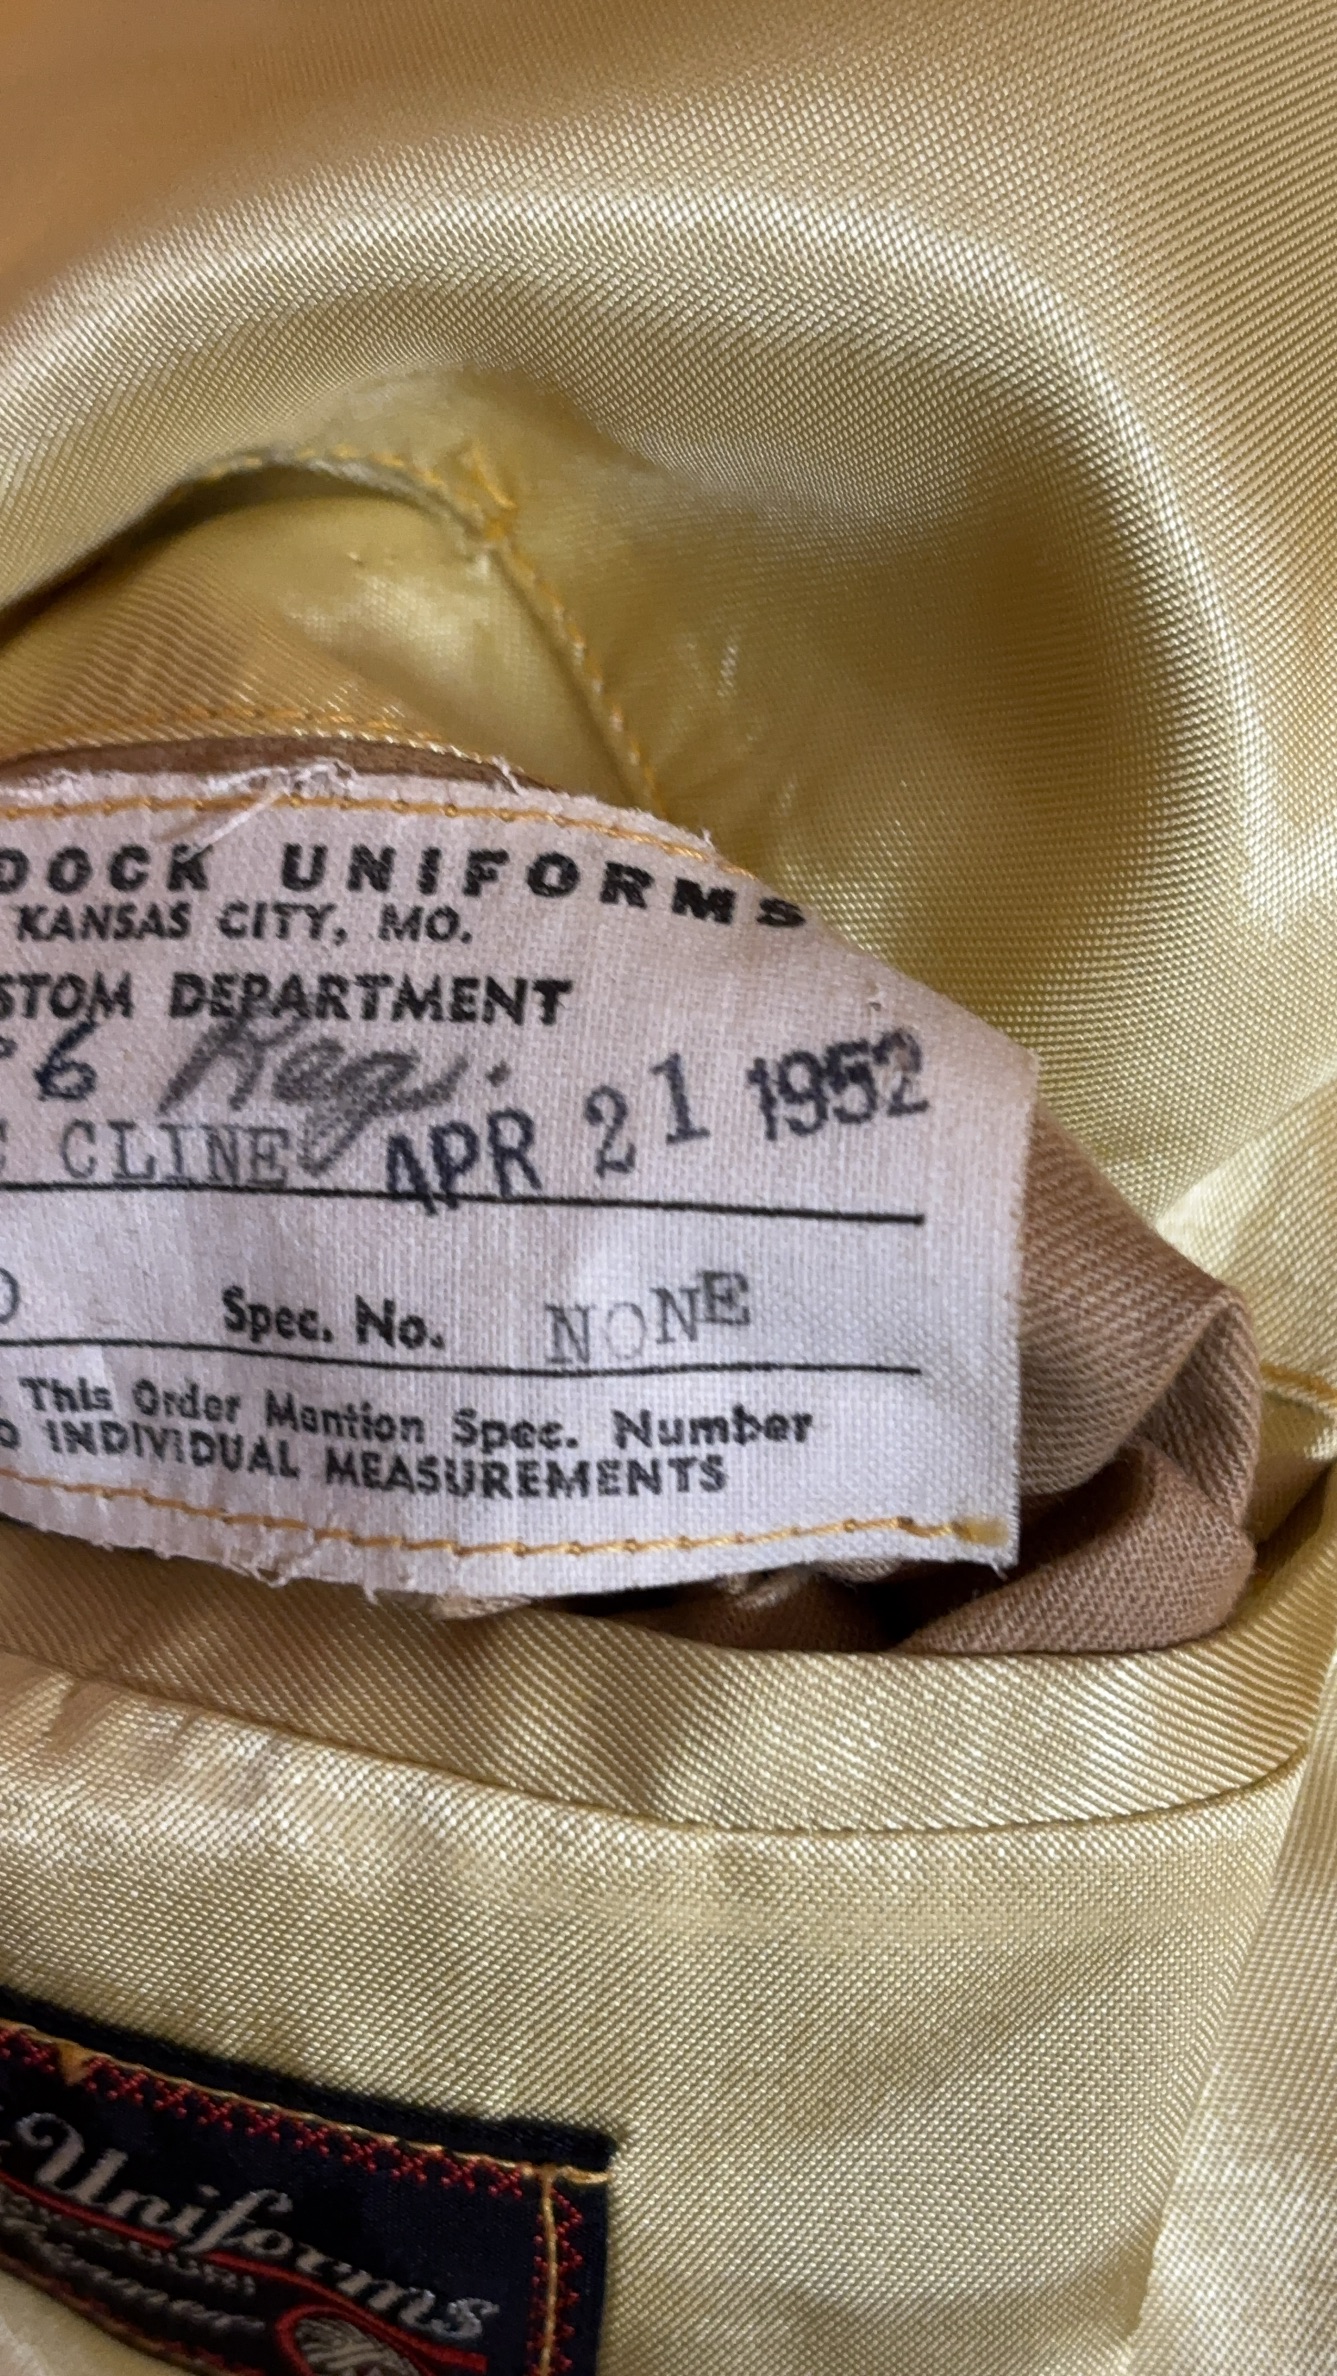 DOCK UNIFORMS
KANSAS CITY, MO.
STOM DEPARTMENT
6 Reg.
C CLINE APR 21 1952
Spec. No. NONE
This Order Mention Spec. Number
O INDIVIDUAL MEASUREMENTS
Uniforms